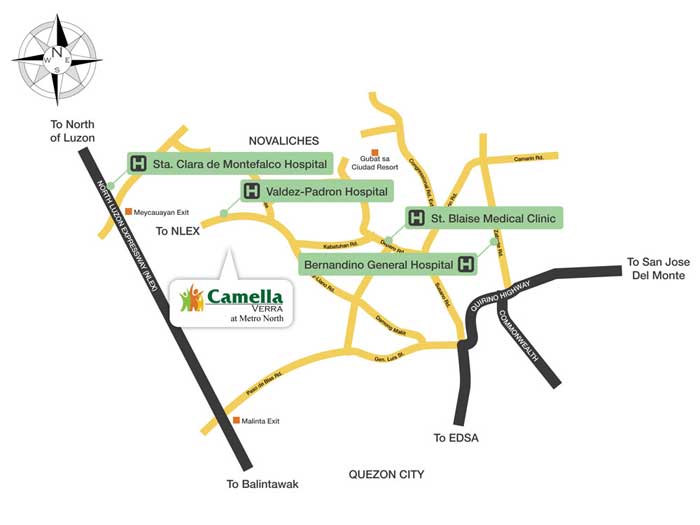 N
W E
S
To North
of Luzon
NOVALICHES
Gubat sa
Ciudad Resort
Camarin Rd.
Congressional Rd. Ext
H Sta. Clara de Montefalco Hospital
H Valdez-Padron Hospital
Meycauayan Exit
To NLEX
H St. Blaise Medical Clinic
Kabatuhan Rd.
Deparo Rd.
Bernandino General Hospital H
NORTH LUZON EXPRESSWAY (NLEX)
To San Jose
Del Monte
Camella
VERRA
at Metro North
Llano Rd.
Susano Rd.
QUIRINO HIGHWAY
COMMONWEALTH
Damong Maliit
Gen. Luis St.
Paso de Blas Rd.
Malinta Exit
To EDSA
To Balintawak
QUEZON CITY